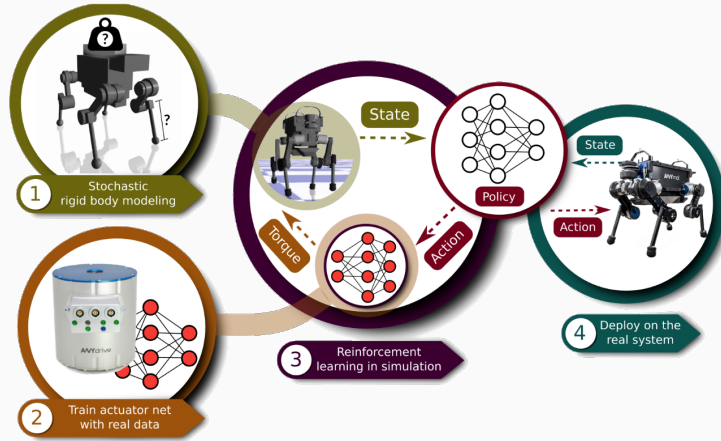 ?
?
1
Stochastic
rigid body modeling
ANYdrive
2
Train actuator net
with real data
State
Torque
Action
Policy
3
Reinforcement
learning in simulation
State
Action
4
Deploy on the
real system